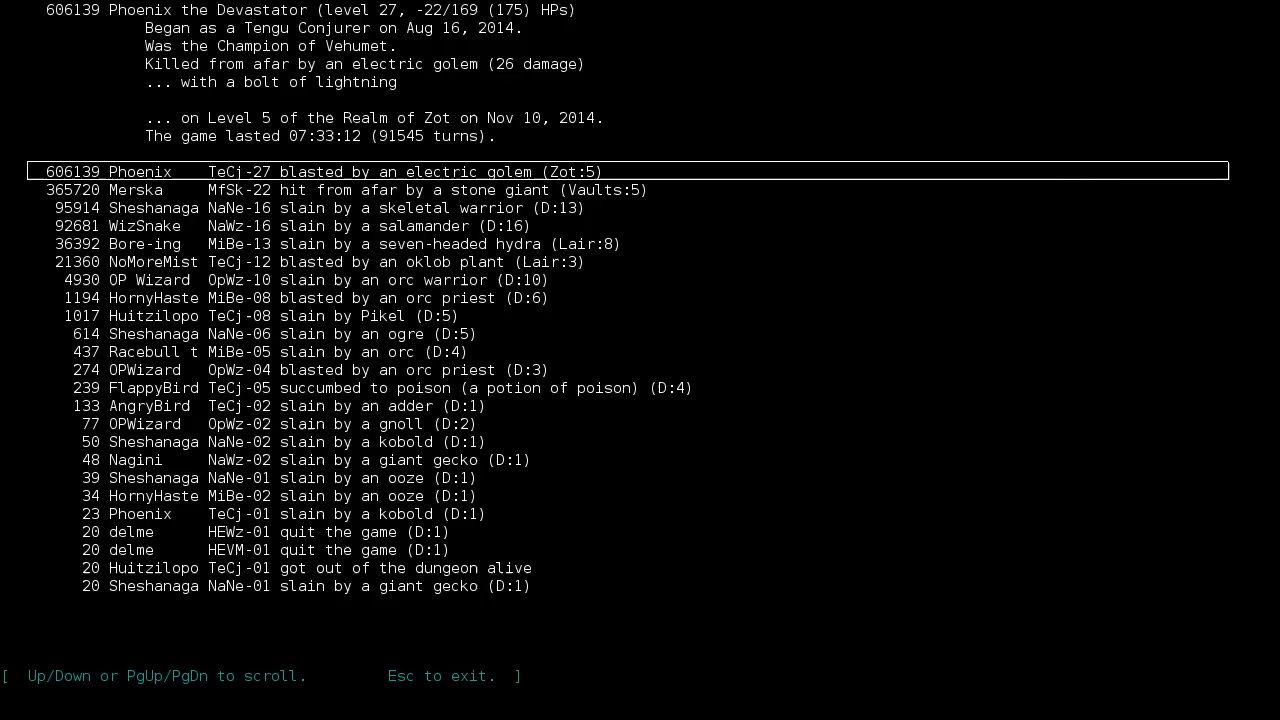 606139 Phoenix the Devastator (level 27, -22/169 (175) HPs)
Began as a Tengu Conjurer on Aug 16, 2014.
Was the Champion of Vehumet.
Killed from afar by an electric golem (26 damage)
... with a bolt of lightning
... on Level 5 of the Realm of Zot on Nov 10, 2014.
The game lasted 07:33:12 (91545 turns).
606139 Phoenix TeCj-27 blasted by an electric golem (Zot:5)
365720 Merska MfSk-22 hit from afar by a stone giant (Vaults:5)
95914 Sheshanaga NaNe-16 slain by a skeletal warrior (D:13)
92681 WizSnake NaWz-16 slain by a salamander (D:16)
36392 Bore-ing MiBe-13 slain by a seven-headed hydra (Lair:8)
21360 NoMoreMist TeCj-12 blasted by an oklob plant (Lair:3)
4930 OP Wizard OpWz-10 slain by an orc warrior (D:10)
1194 HornyHaste MiBe-08 blasted by an orc priest (D:6)
1017 Huitzilopo TeCj-08 slain by Pikel (D:5)
614 Sheshanaga NaNe-06 slain by an ogre (D:5)
437 Racebull t MiBe-05 slain by an orc (D:4)
274 OPWizard OpWz-04 blasted by an orc priest (D:3)
239 FlappyBird TeCj-05 succumbed to poison (a potion of poison) (D:4)
133 AngryBird TeCj-02 slain by an adder (D:1)
77 OPWizard OpWz-02 slain by a gnoll (D:2)
50 Sheshanaga NaNe-02 slain by a kobold (D:1)
48 Nagini NaWz-02 slain by a giant gecko (D:1)
39 Sheshanaga NaNe-01 slain by an ooze (D:1)
34 HornyHaste MiBe-02 slain by an ooze (D:1)
23 Phoenix TeCj-01 slain by a kobold (D:1)
20 delme HEWz-01 quit the game (D:1)
20 delme HEVM-01 quit the game (D:1)
20 Huitzilopo TeCj-01 got out of the dungeon alive
20 Sheshanaga NaNe-01 slain by a giant gecko (D:1)
[ Up/Down or PgUp/PgDn to scroll. Esc to exit. ]